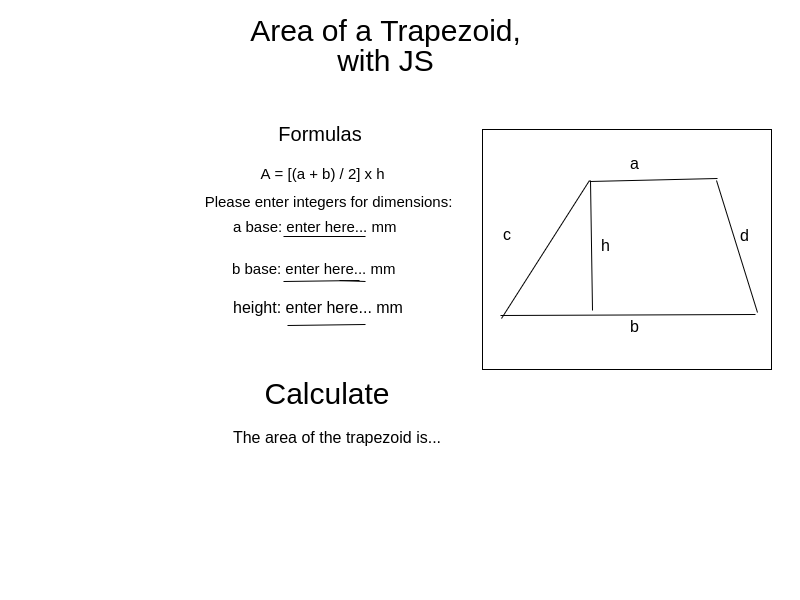 Area of a Trapezoid,
with JS
Formulas
A = [(a + b) / 2] x h
Please enter integers for dimensions:
a base: enter here... mm
b base: enter here... mm
height: enter here... mm
Calculate
The area of the trapezoid is...
a
c
h
d
b